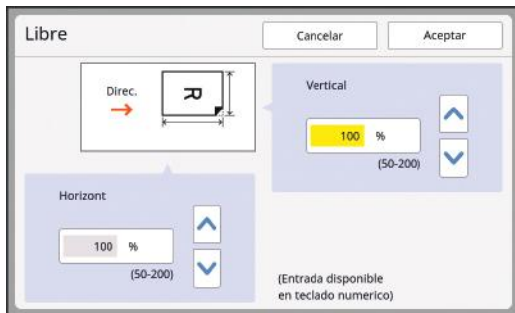 Libre
Cancelar
Aceptar
Direc.
R
Vertical
100 %
(50-200)
Horizont
100 %
(50-200)
(Entrada disponible
en teclado numerico)